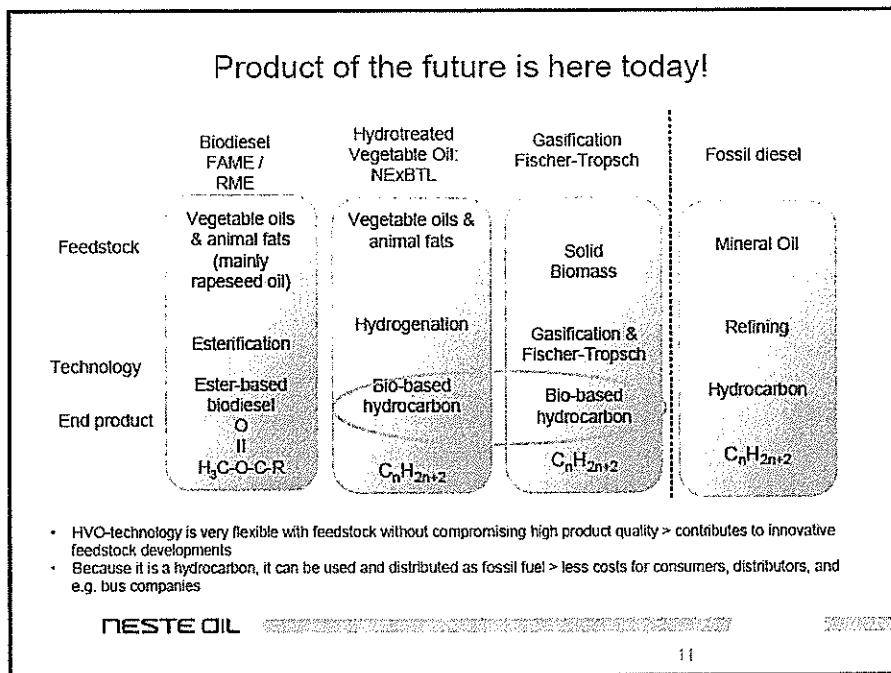 Product of the future is here today!
Biodiesel
FAME /
RME
Hydrotreated
Vegetable Oil:
NExBTL
Gasification
Fischer-Tropsch
Fossil diesel
Feedstock
Vegetable oils
& animal fats
(mainly
rapeseed oil)
Vegetable oils &
animal fats
Solid
Biomass
Mineral Oil
Technology
Esterification
Hydrogenation
Gasification &
Fischer-Tropsch
Refining
End product
Ester-based
biodiesel
O
II
H₃C-O-C-R
Bio-based
hydrocarbon
CₙH₂ₙ₊₂
Bio-based
hydrocarbon
CₙH₂ₙ₊₂
Hydrocarbon
CₙH₂ₙ₊₂
• HVO-technology is very flexible with feedstock without compromising high product quality > contributes to innovative
feedstock developments
• Because it is a hydrocarbon, it can be used and distributed as fossil fuel > less costs for consumers, distributors, and
e.g. bus companies
NESTE OIL
11